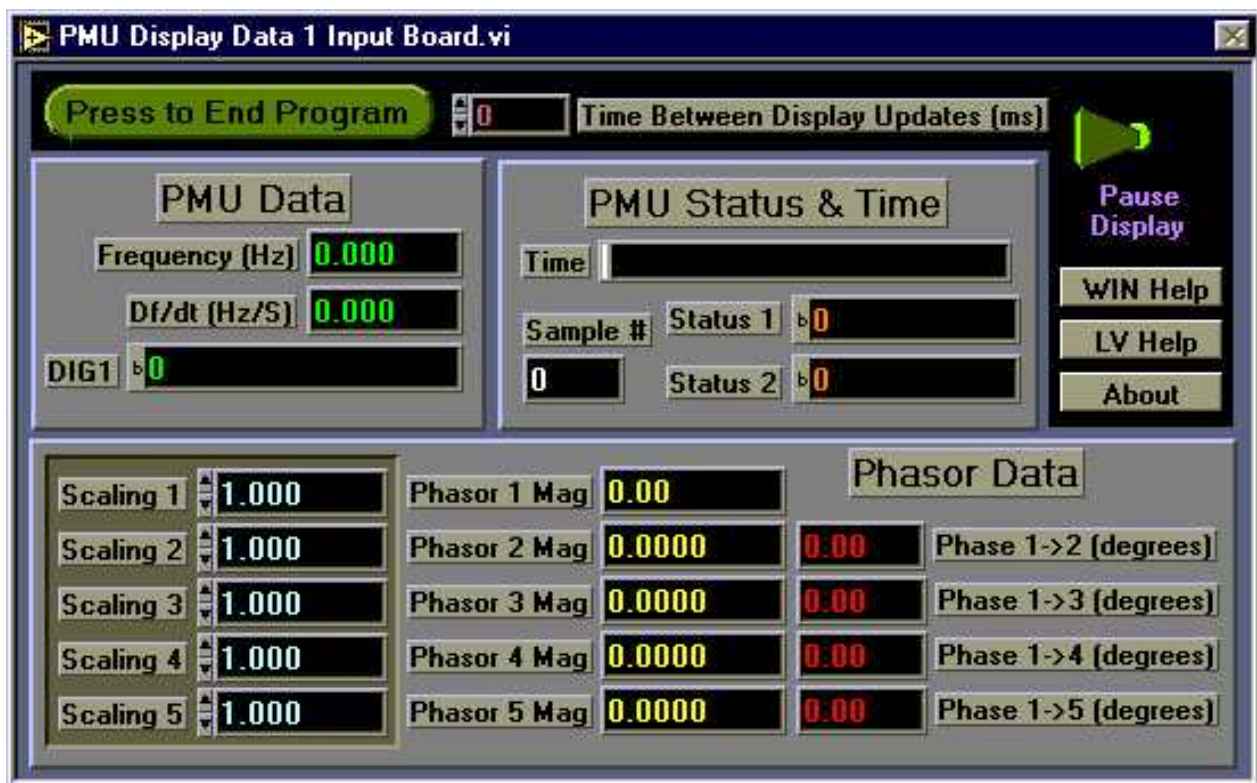 PMU Display Data 1 Input Board.vi
Press to End Program
0 Time Between Display Updates (ms)
Pause
Display
PMU Data
Frequency (Hz) 0.000
Df/dt (Hz/S) 0.000
DIG1 b 0
PMU Status & Time
Time
Sample #
0
Status 1 b 0
Status 2 b 0
WIN Help
LV Help
About
Phasor Data
Scaling 1 1.000 Phasor 1 Mag 0.00
Scaling 2 1.000 Phasor 2 Mag 0.0000 0.00 Phase 1->2 (degrees)
Scaling 3 1.000 Phasor 3 Mag 0.0000 0.00 Phase 1->3 (degrees)
Scaling 4 1.000 Phasor 4 Mag 0.0000 0.00 Phase 1->4 (degrees)
Scaling 5 1.000 Phasor 5 Mag 0.0000 0.00 Phase 1->5 (degrees)